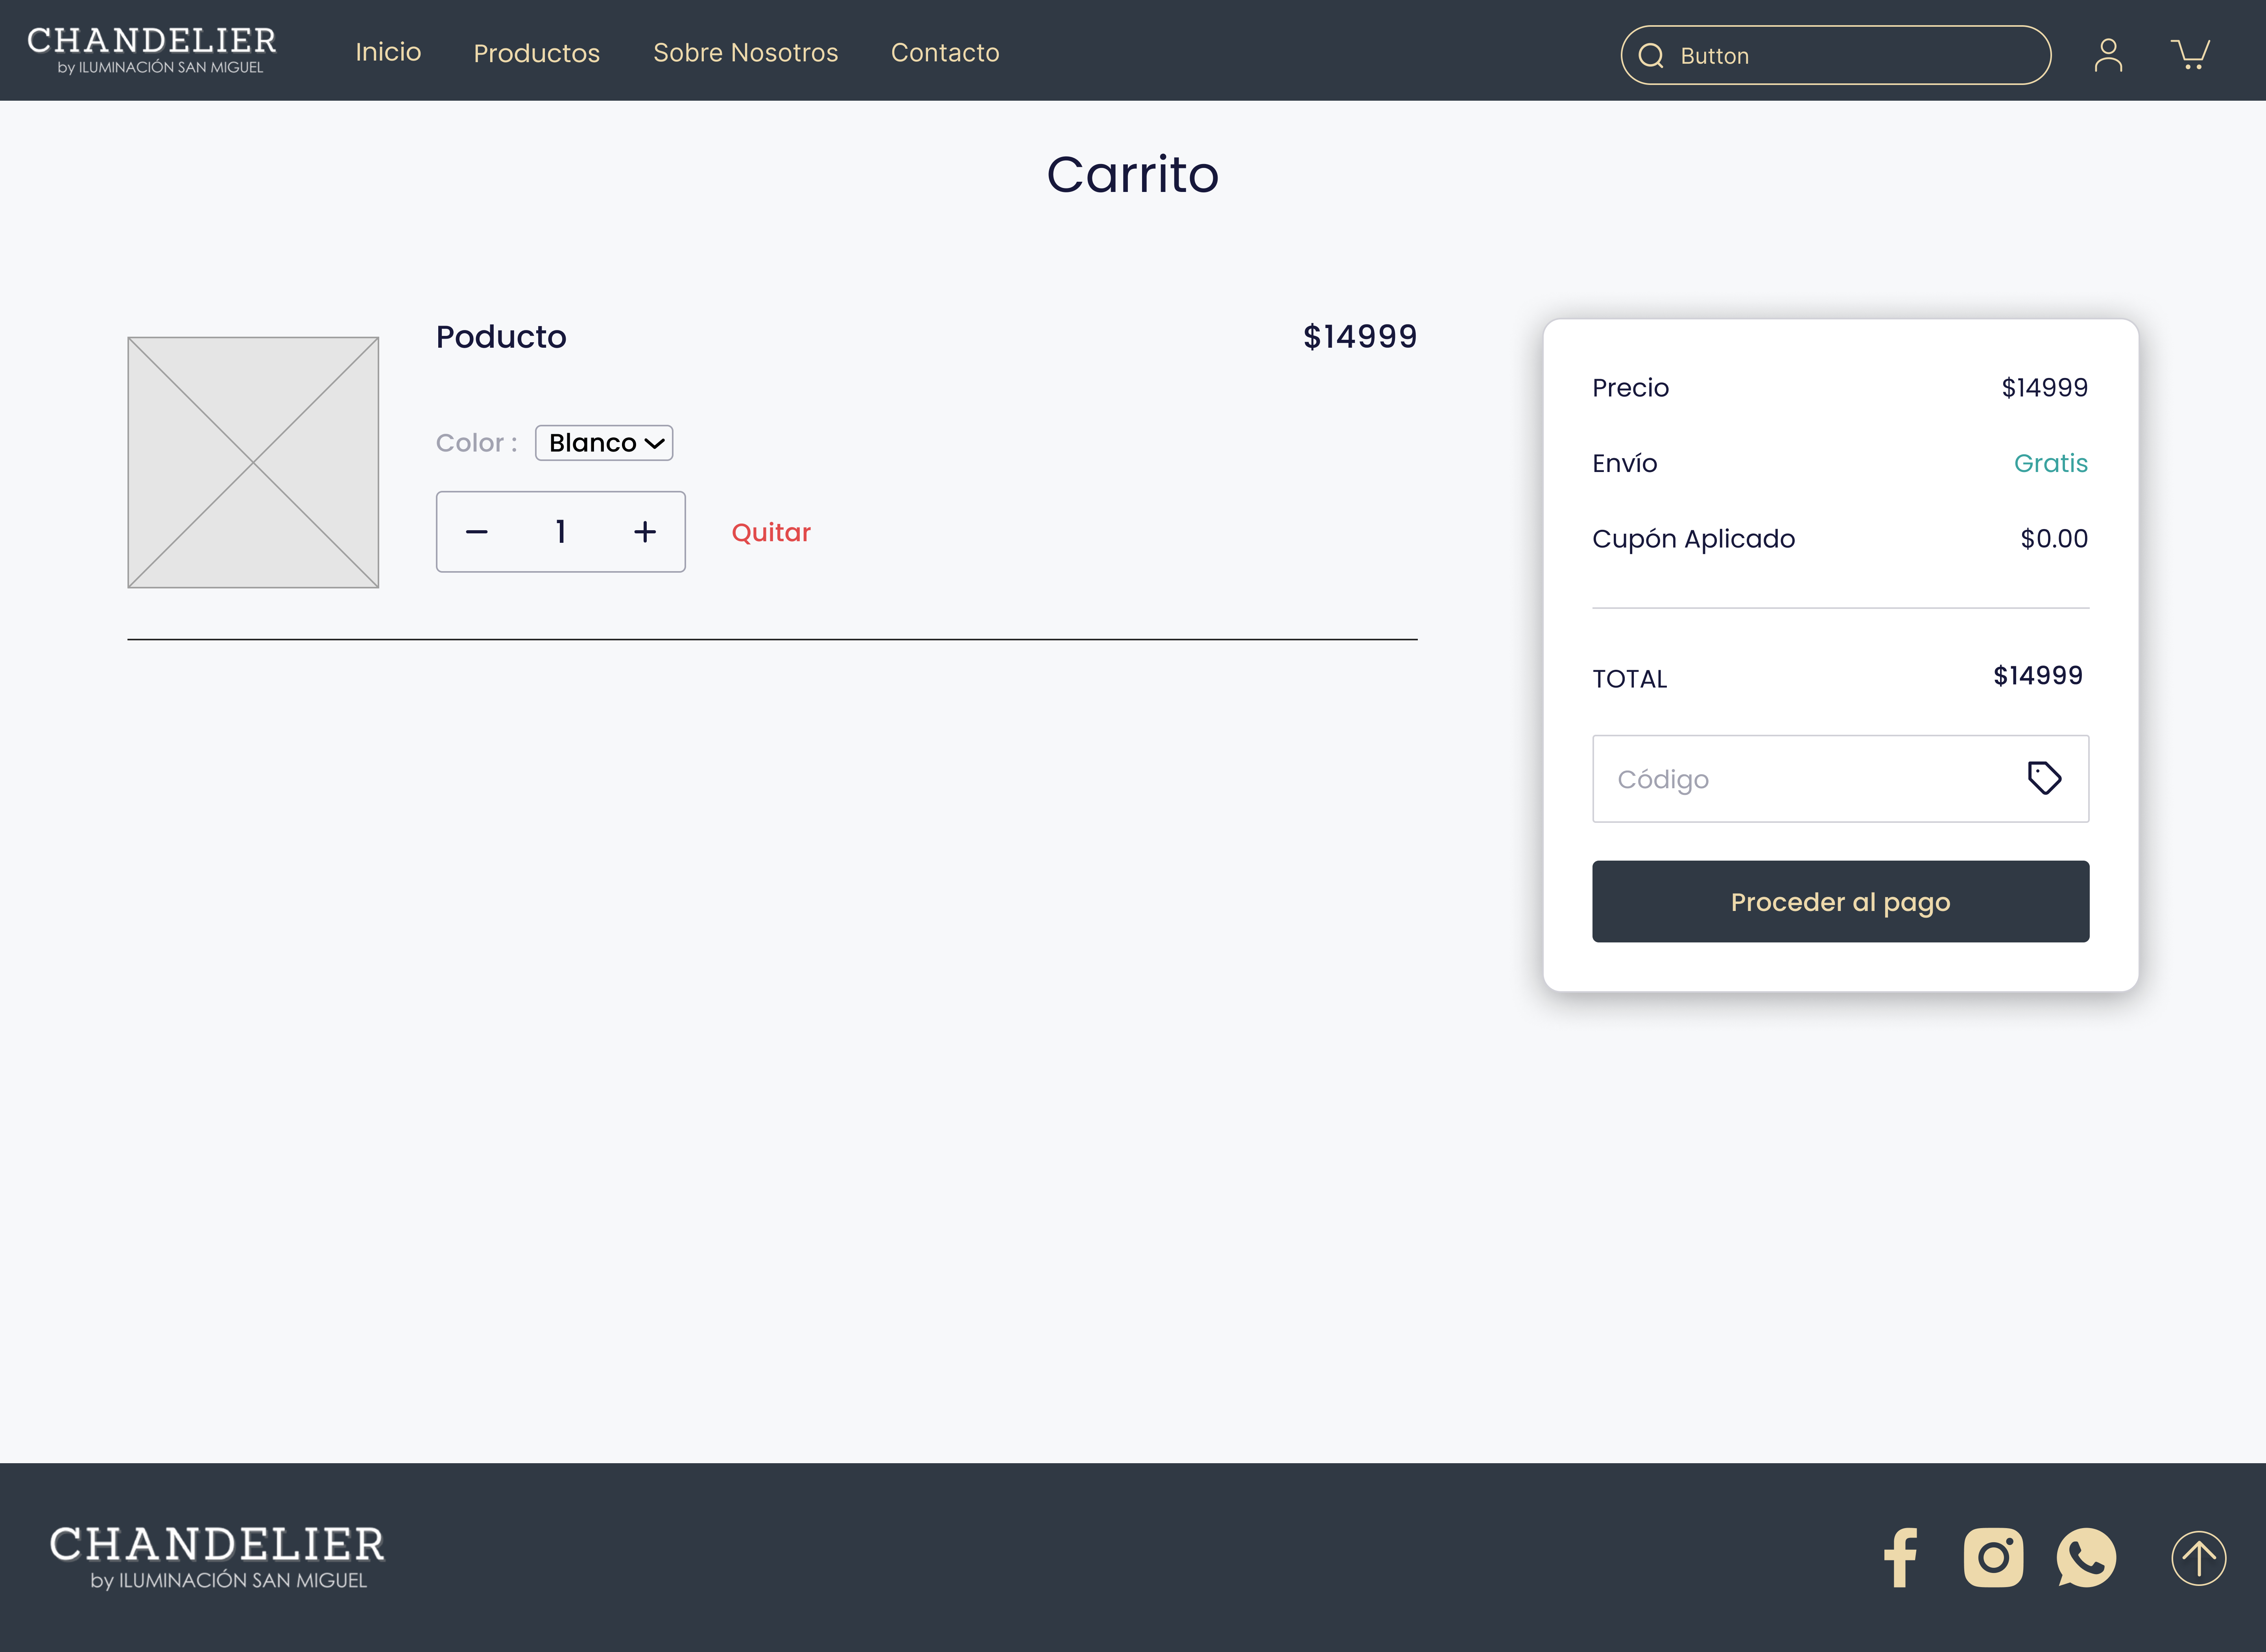 CHANDELIER
by ILUMINACIÓN SAN MIGUEL
Inicio
Productos
Sobre Nosotros
Contacto
Button
Carrito
Poducto
$14999
Color :
Blanco
1
Quitar
Precio
$14999
Envío
Gratis
Cupón Aplicado
$0.00
TOTAL
$14999
Código
Proceder al pago
CHANDELIER
by ILUMINACIÓN SAN MIGUEL